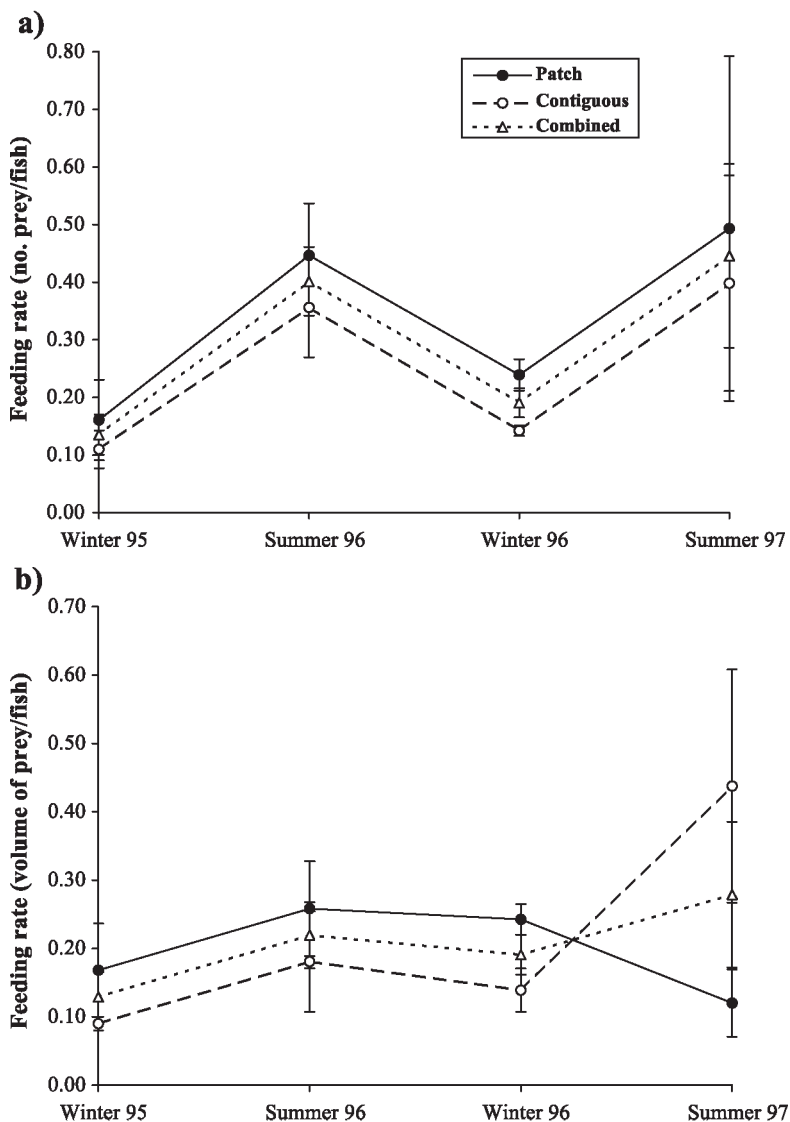 a)
Feeding rate (no. prey/fish)
0.80
0.70
0.60
0.50
0.40
0.30
0.20
0.10
0.00
Patch
Contiguous
Combined
Winter 95
Summer 96
Winter 96
Summer 97
b)
Feeding rate (volume of prey/fish)
0.70
0.60
0.50
0.40
0.30
0.20
0.10
0.00
Winter 95
Summer 96
Winter 96
Summer 97